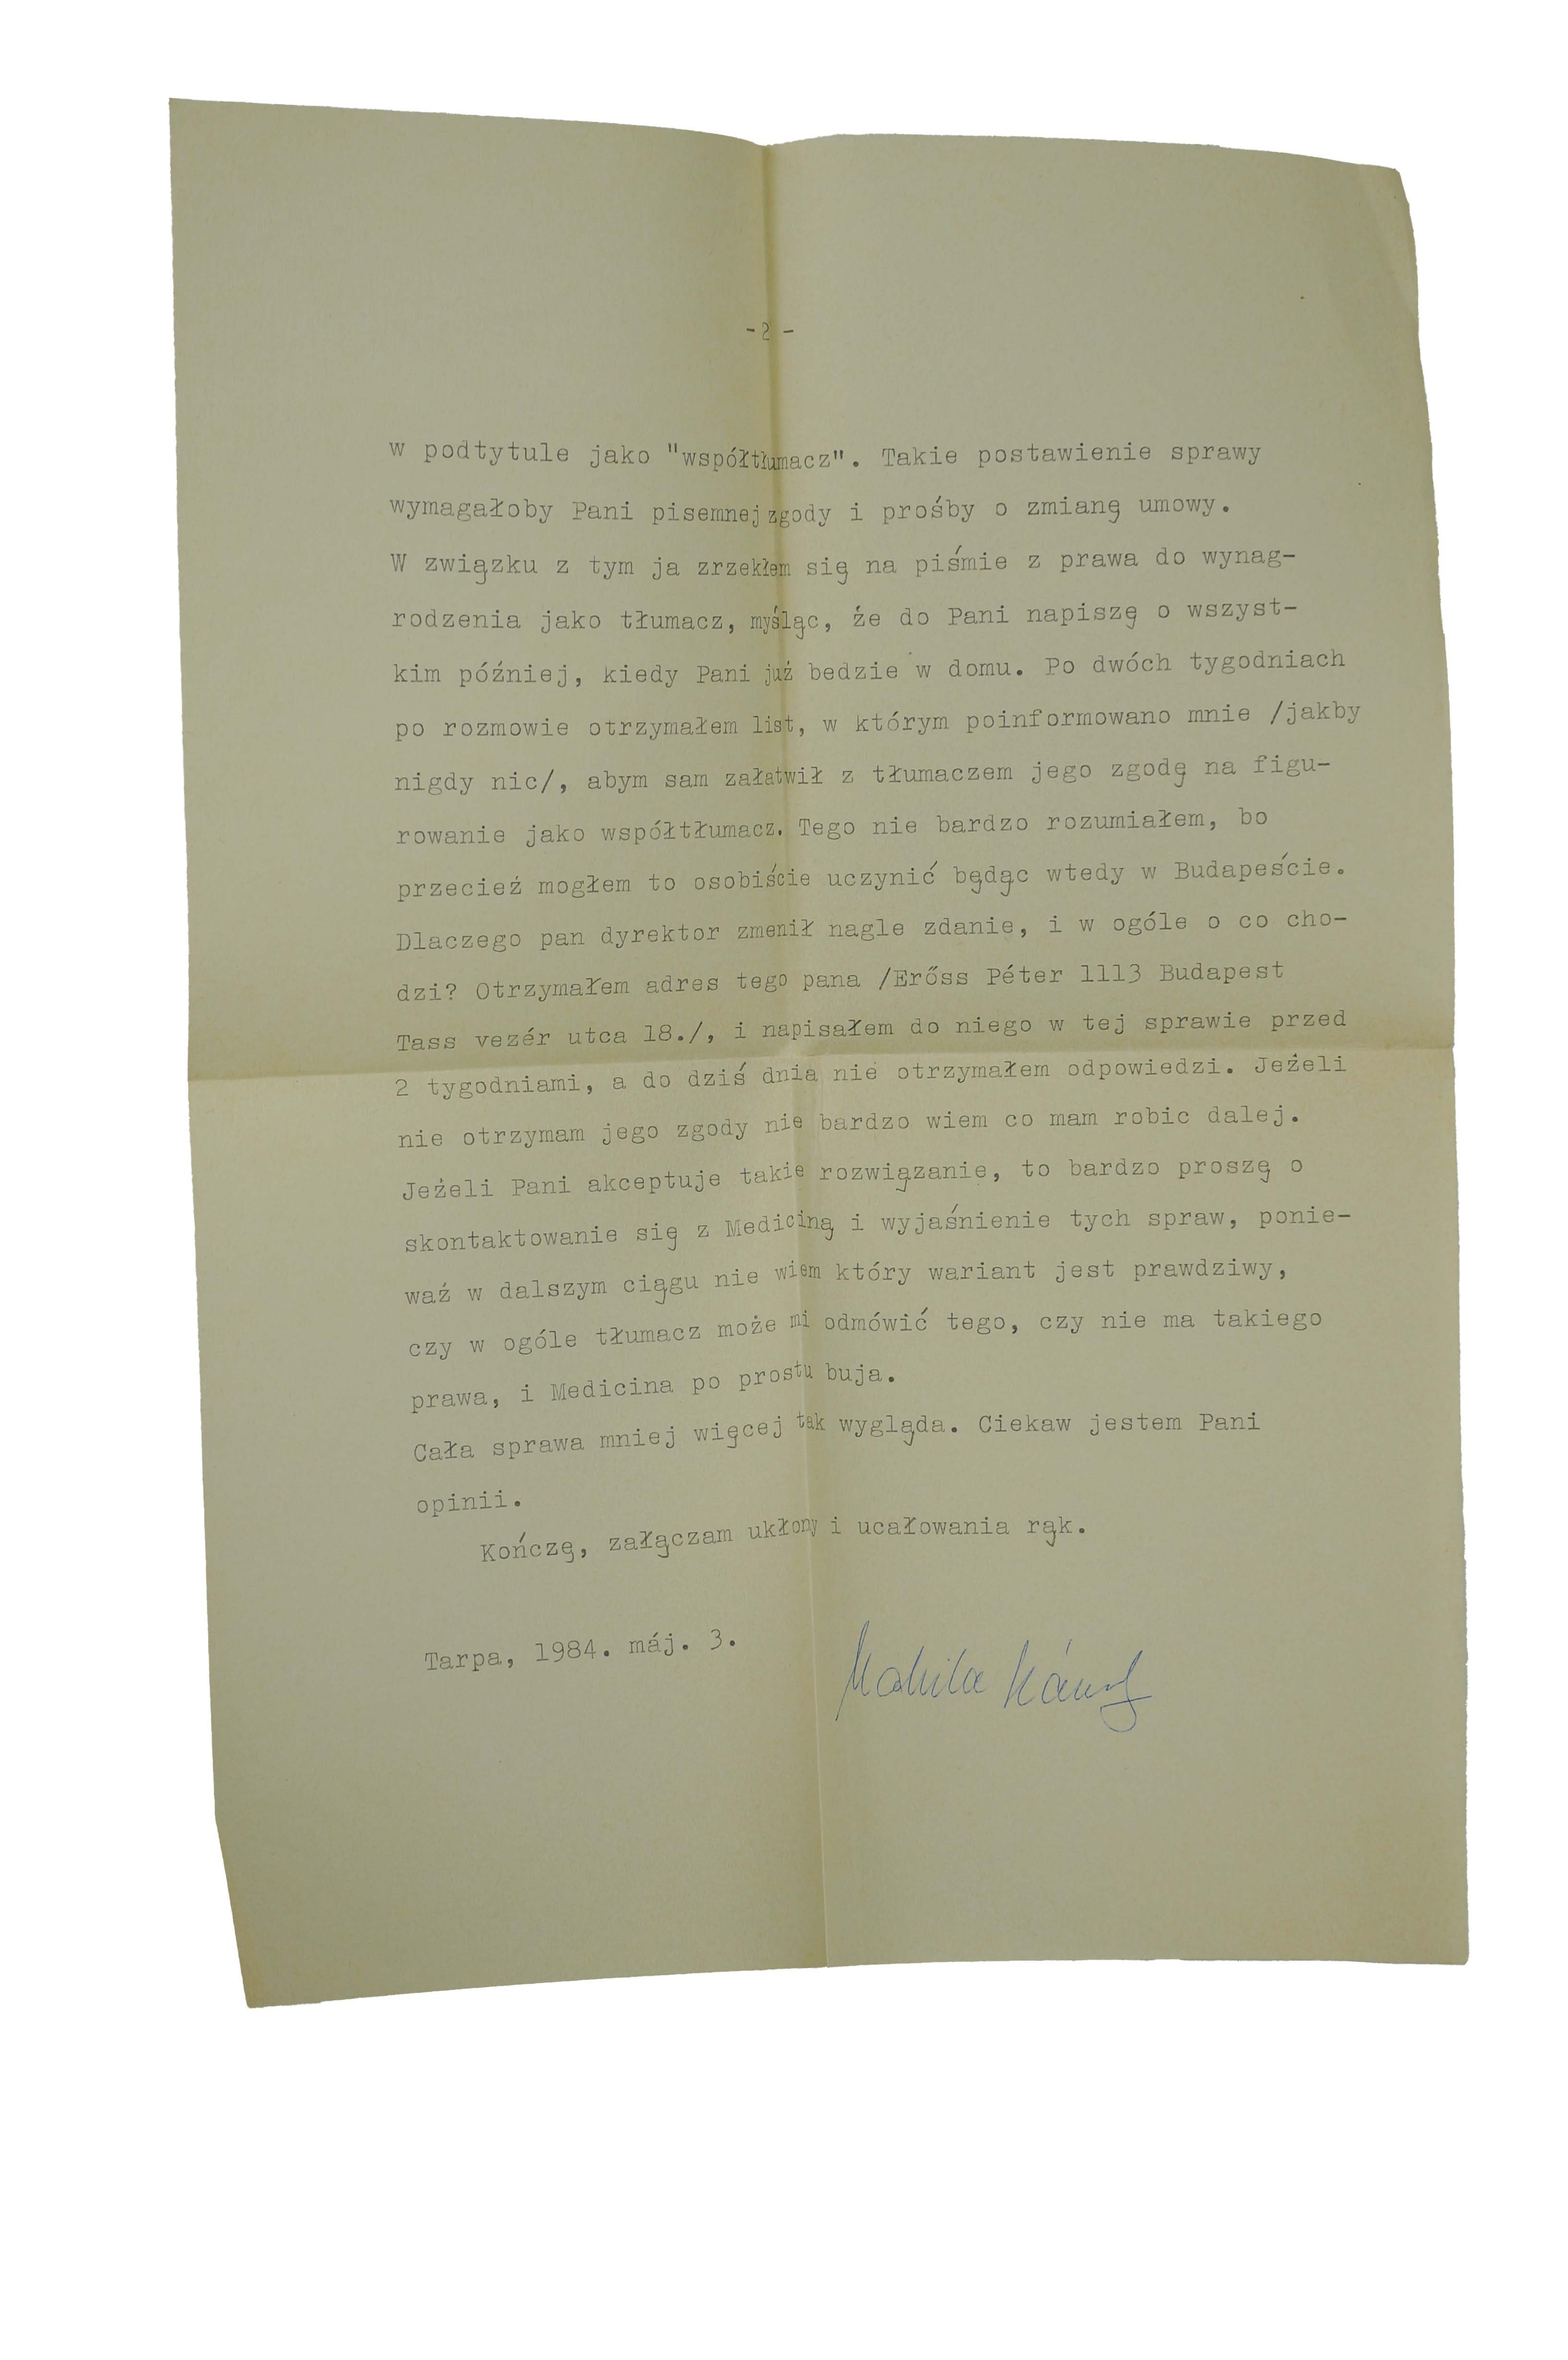 - 2 -
w podtytule jako "współtłumacz". Takie postawienie sprawy
wymagałoby Pani pisemnej zgody i prośby o zmianę umowy.
W związku z tym ja zrzekłem się na piśmie z prawa do wynag-
rodzenia jako tłumacz, myśląc, że do Pani napiszę o wszyst-
kim później, kiedy Pani już bedzie w domu. Po dwóch tygodniach
po rozmowie otrzymałem list, w którym poinformowano mnie /jakby
nigdy nic/, abym sam załatwił z tłumaczem jego zgodę na figu-
rowanie jako współtłumacz. Tego nie bardzo rozumiałem, bo
przecież mogłem to osobiście uczynić będąc wtedy w Budapeście.
Dlaczego pan dyrektor zmenił nagle zdanie, i w ogóle o co cho-
dzi? Otrzymałem adres tego pana /Erőss Péter 1113 Budapest
Tass vezér utca 18./, i napisałem do niego w tej sprawie przed
2 tygodniami, a do dziś dnia nie otrzymałem odpowiedzi. Jeżeli
nie otrzymam jego zgody nie bardzo wiem co mam robic dalej.
Jeżeli Pani akceptuje takie rozwiązanie, to bardzo proszę o
skontaktowanie się z Mediciną i wyjaśnienie tych spraw, ponie-
waż w dalszym ciągu nie wiem który wariant jest prawdziwy,
czy w ogóle tłumacz może mi odmówić tego, czy nie ma takiego
prawa, i Medicina po prostu buja.
Cała sprawa mniej więcej tak wygląda. Ciekaw jestem Pani
opinii.
Kończę, załączam ukłony i ucałowania rąk.
Tarpa, 1984. máj. 3.